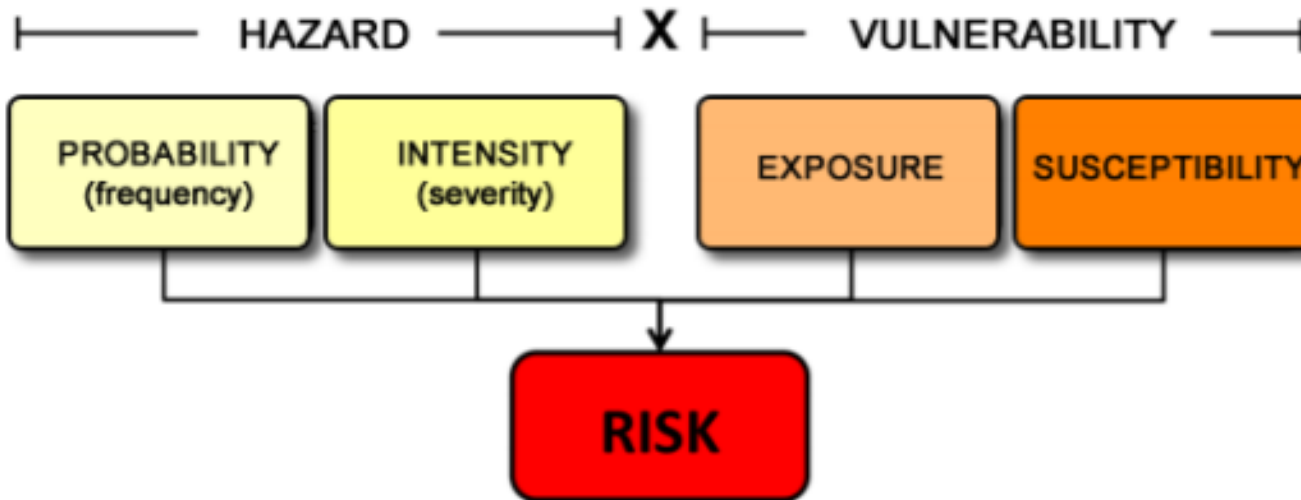 HAZARD X VULNERABILITY
PROBABILITY
(frequency)
INTENSITY
(severity)
EXPOSURE
SUSCEPTIBILITY
RISK